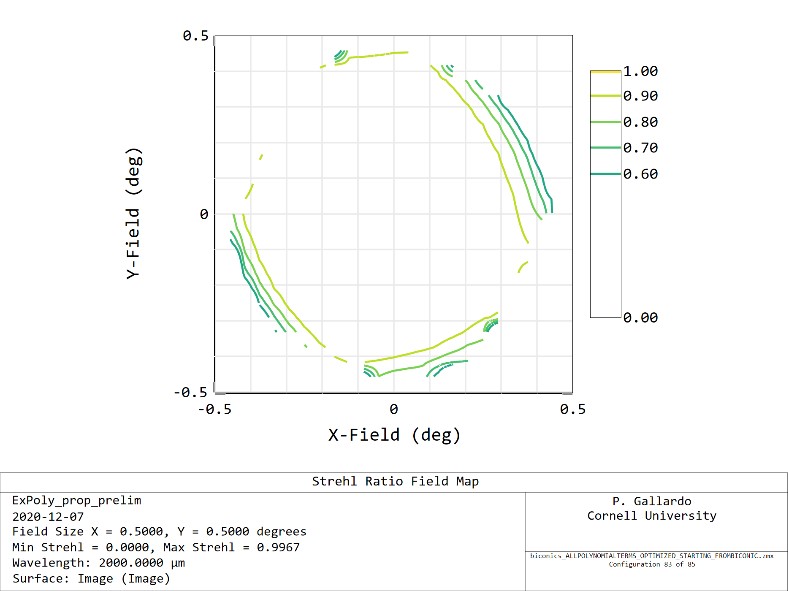 0.5
0
-0.5
Y-Field (deg)
-0.5
0
0.5
X-Field (deg)
1.00
0.90
0.80
0.70
0.60
0.00
Strehl Ratio Field Map
ExPoly_prop_prelim
2020-12-07
Field Size X = 0.5000, Y = 0.5000 degrees
Min Strehl = 0.0000, Max Strehl = 0.9967
Wavelength: 2000.0000 µm
Surface: Image (Image)
P. Gallardo
Cornell University
biconics_ALLPOLYNOMIALTERMS_OPTIMIZED_STARTING_FROMBICONIC.zmx
Configuration 83 of 85